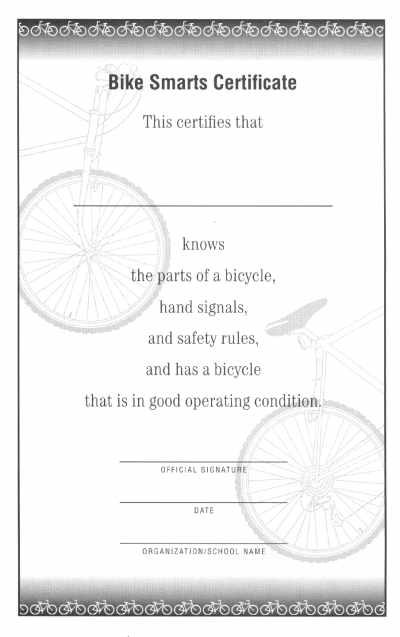 Bike Smarts Certificate
This certifies that
knows
the parts of a bicycle,
hand signals,
and safety rules,
and has a bicycle
that is in good operating condition.
OFFICIAL SIGNATURE
DATE
ORGANIZATION/SCHOOL NAME